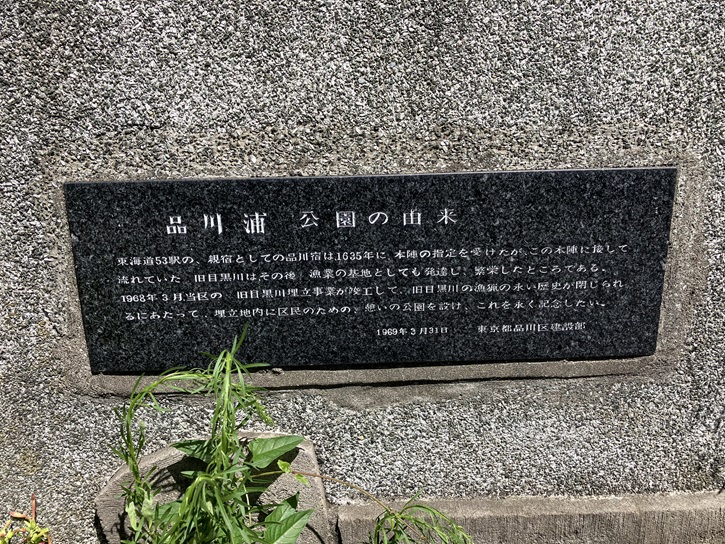 品川浦 公園の由来
東海道53駅の、親宿としての品川宿は、1635年に、本陣の指定を受けたが、この本陣に接して
流れていた 旧目黒川はその後 漁業の基地としても発達し、繁栄したところである。
1968年3月当区の 旧目黒川埋立事業が竣工して、旧目黒川の漁猟の永い歴史が閉じられ
るにあたって、埋立地内に区民のための、憩いの公園を設け、これを永く記念したい。
1969年3月31日 東京都品川区建設部